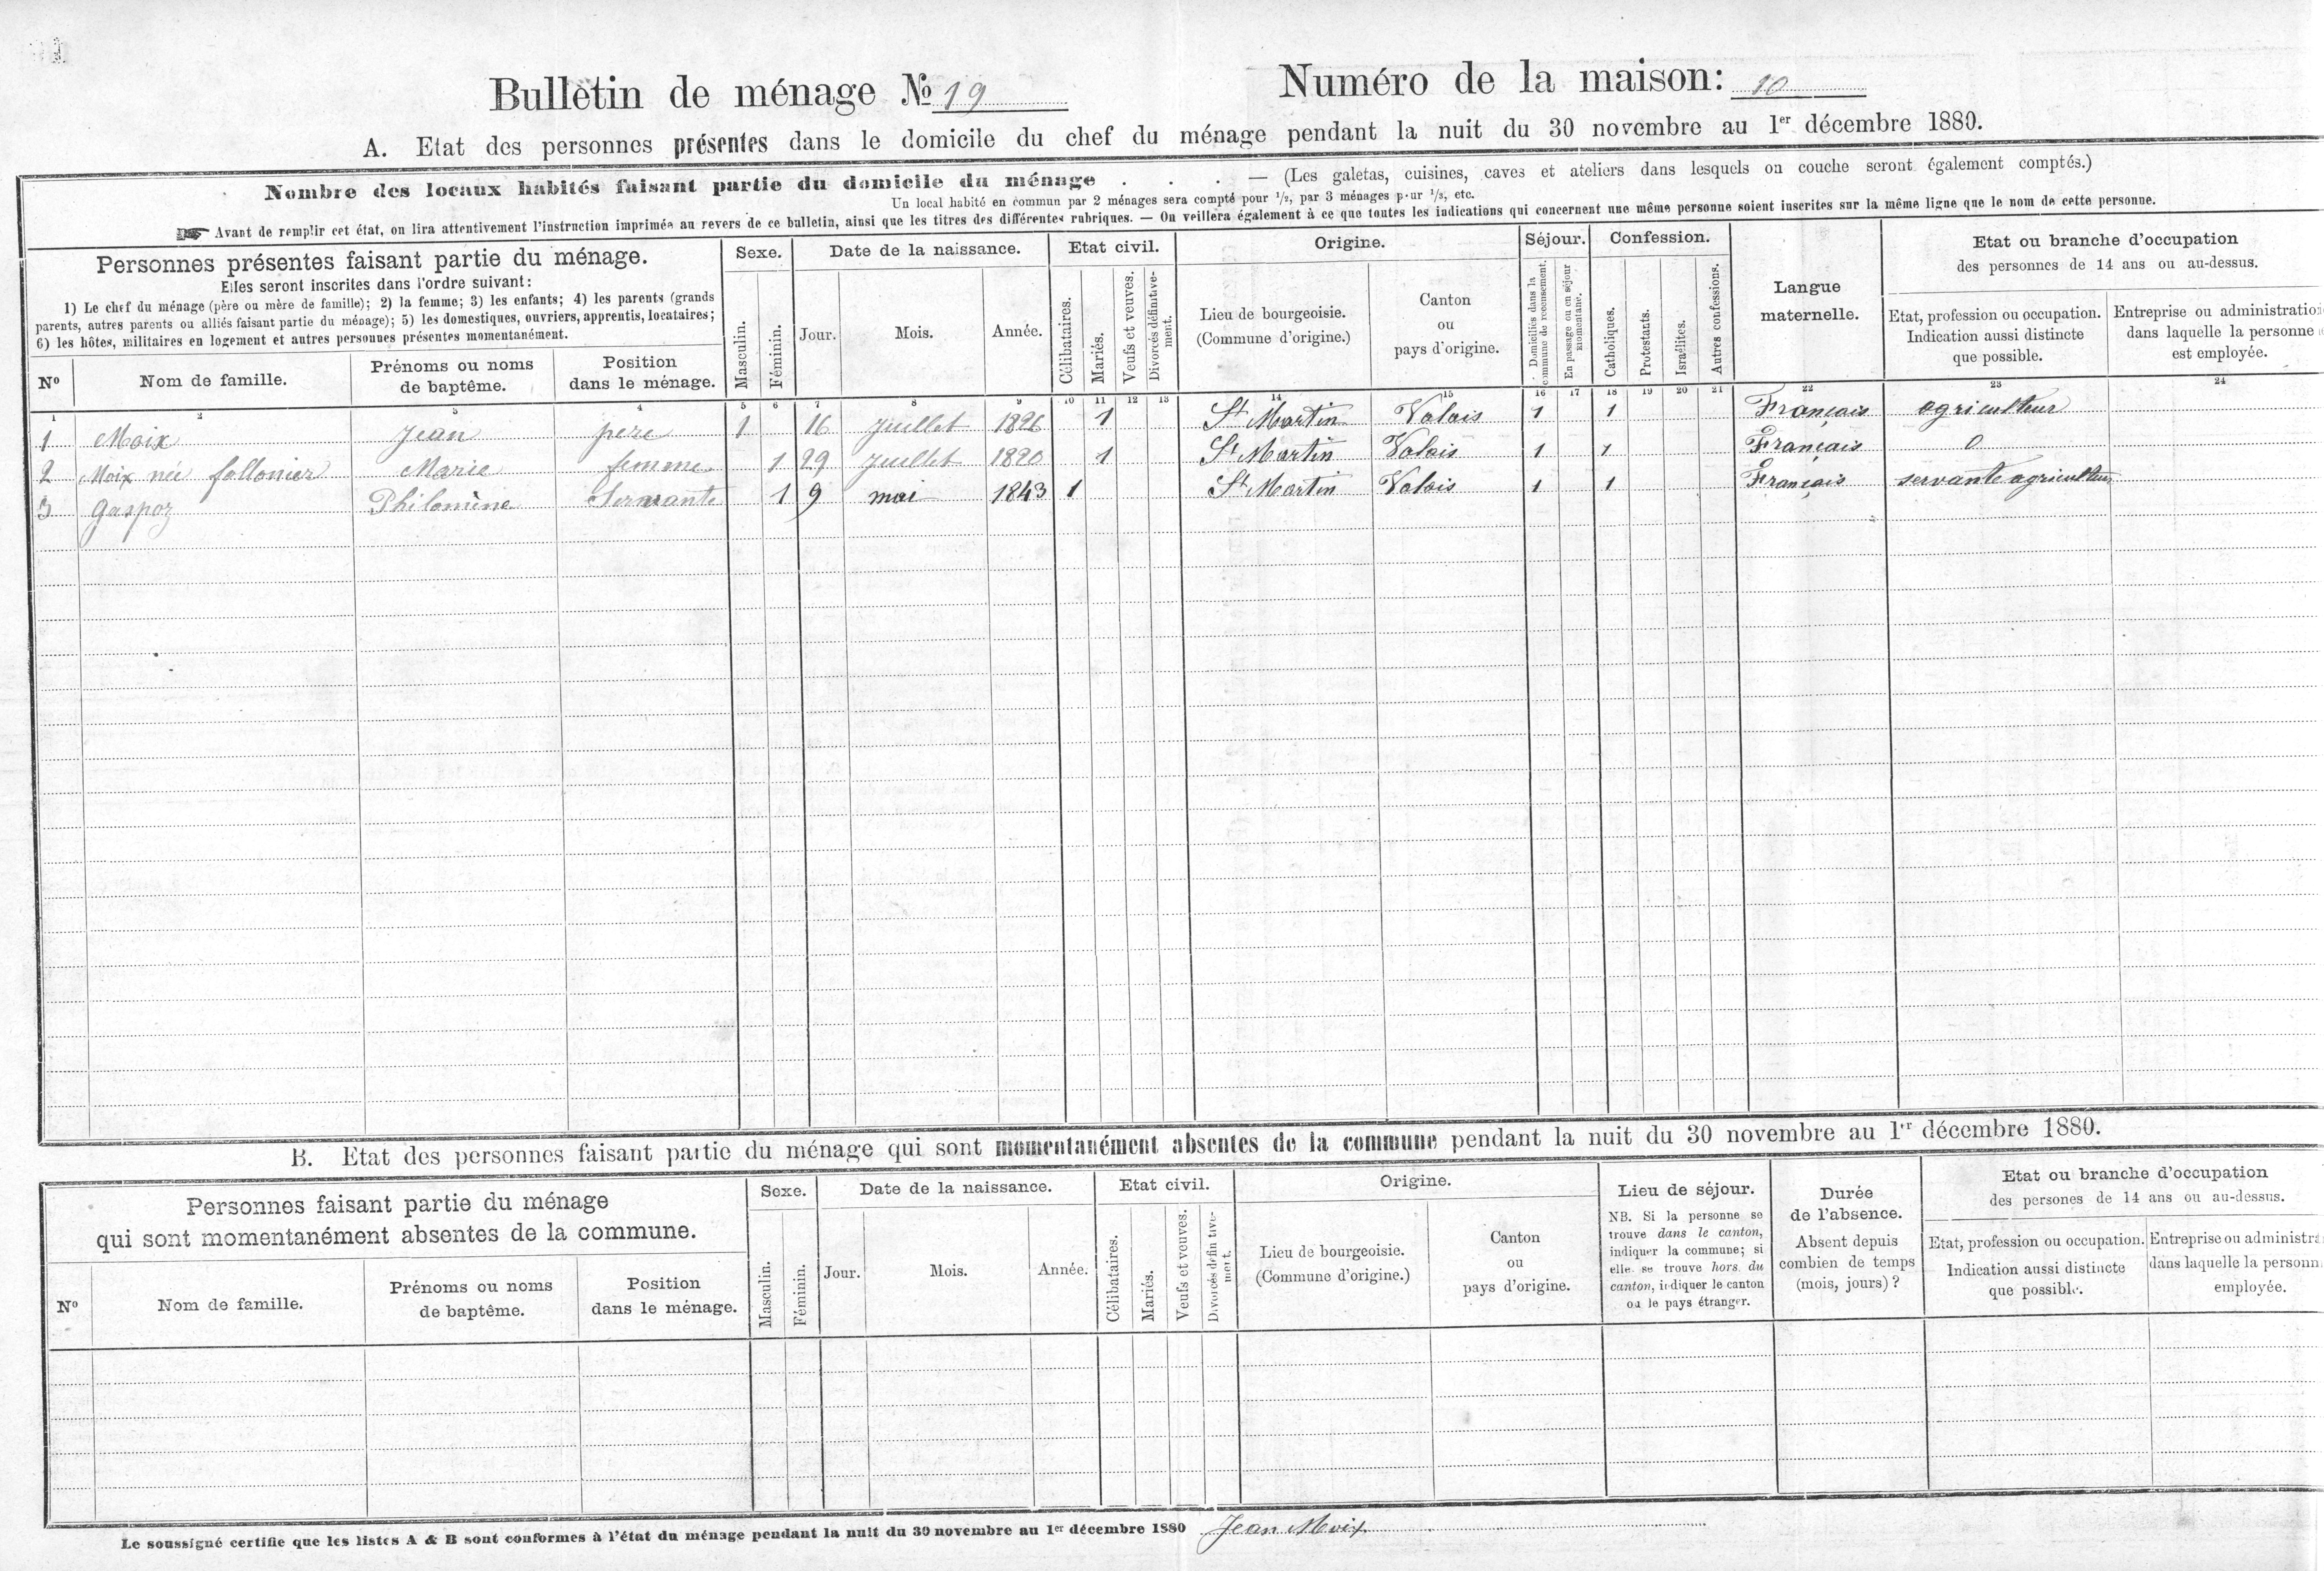 Bulletin de ménage № 19
Numéro de la maison: 10
A. Etat des personnes présentes dans le domicile du chef du ménage pendant la nuit du 30 novembre au 1er décembre 1880.
Nombre des locaux habités faisant partie du domicile du ménage . . . — (Les galetas, cuisines, caves et ateliers dans lesquels on couche seront également comptés.)
Un local habité en commun par 2 ménages sera compté pour 1/2, par 3 ménages pour 1/3, etc.
☛ Avant de remplir cet état, on lira attentivement l'instruction imprimée au revers de ce bulletin, ainsi que les titres des différentes rubriques. — On veillera également à ce que toutes les indications qui concernent une même personne soient inscrites sur la même ligne que le nom de cette personne.
Personnes présentes faisant partie du ménage.
Elles seront inscrites dans l'ordre suivant:
1) Le chef du ménage (père ou mère de famille); 2) la femme; 3) les enfants; 4) les parents (grands
parents, autres parents ou alliés faisant partie du ménage); 5) les domestiques, ouvriers, apprentis, locataires;
6) les hôtes, militaires en logement et autres personnes présentes momentanément.
No
Nom de famille.
Prénoms ou noms
de baptême.
Position
dans le ménage.
Sexe.
Masculin.
Féminin.
Date de la naissance.
Jour.
Mois.
Année.
Etat civil.
Célibataires.
Mariés.
Veufs et veuves.
Divorcés définitive-
ment.
Origine.
Lieu de bourgeoisie.
(Commune d'origine.)
Canton
ou
pays d'origine.
Séjour.
Domiciliés dans la
commune de recensement.
En passage ou en séjour
momentané.
Confession.
Catholiques.
Protestants.
Israélites.
Autres confessions.
Langue
maternelle.
Etat ou branche d'occupation
des personnes de 14 ans ou au-dessus.
Etat, profession ou occupation.
Indication aussi distincte
que possible.
Entreprise ou administratio
dans laquelle la personne
est employée.
1 2 3 4 5 6 7 8 9 10 11 12 13 14 15 16 17 18 19 20 21 22 23 24
1 Moix Jean pere 1 16 Juillet 1826 1 St Martin Valais 1 1 Français agriculteur
2 Moix née follonier Marie femme 1 29 Juillet 1820 1 St Martin Valais 1 1 Français 0
3 Gaspoz Philomène Servante 1 9 mai 1843 1 St Martin Valais 1 1 Français servante agriculteur
B. Etat des personnes faisant partie du ménage qui sont momentanément absentes de la commune pendant la nuit du 30 novembre au 1er décembre 1880.
Personnes faisant partie du ménage
qui sont momentanément absentes de la commune.
No
Nom de famille.
Prénoms ou noms
de baptême.
Position
dans le ménage.
Sexe.
Masculin.
Féminin.
Date de la naissance.
Jour.
Mois.
Année.
Etat civil.
Célibataires.
Mariés.
Veufs et veuves.
Divorcés définitive-
ment.
Origine.
Lieu de bourgeoisie.
(Commune d'origine.)
Canton
ou
pays d'origine.
Lieu de séjour.
NB. Si la personne se
trouve dans le canton,
indiquer la commune; si
elle se trouve hors du
canton, indiquer le canton
ou le pays étranger.
Durée
de l'absence.
Absent depuis
combien de temps
(mois, jours) ?
Etat ou branche d'occupation
des persones de 14 ans ou au-dessus.
Etat, profession ou occupation.
Indication aussi distincte
que possible.
Entreprise ou administra
dans laquelle la personn
employée.
Le soussigné certifie que les listes A & B sont conformes à l'état du ménage pendant la nuit du 30 novembre au 1er décembre 1880 Jean Moix